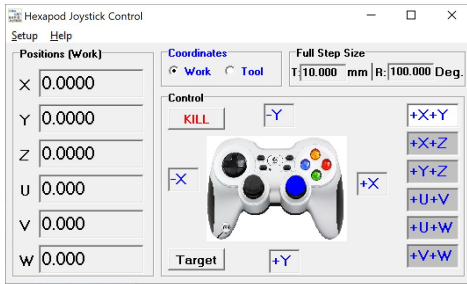 Hexapod Joystick Control
Setup Help
Positions (Work)
X 0.0000
Y 0.0000
Z 0.0000
U 0.000
V 0.000
W 0.000
Coordinates
Work Tool
Full Step Size
T: 10.000 mm R: 100.000 Deg.
Control
KILL
-Y
-X
+X
Target
+Y
+X+Y
+X+Z
+Y+Z
+U+V
+U+W
+V+W